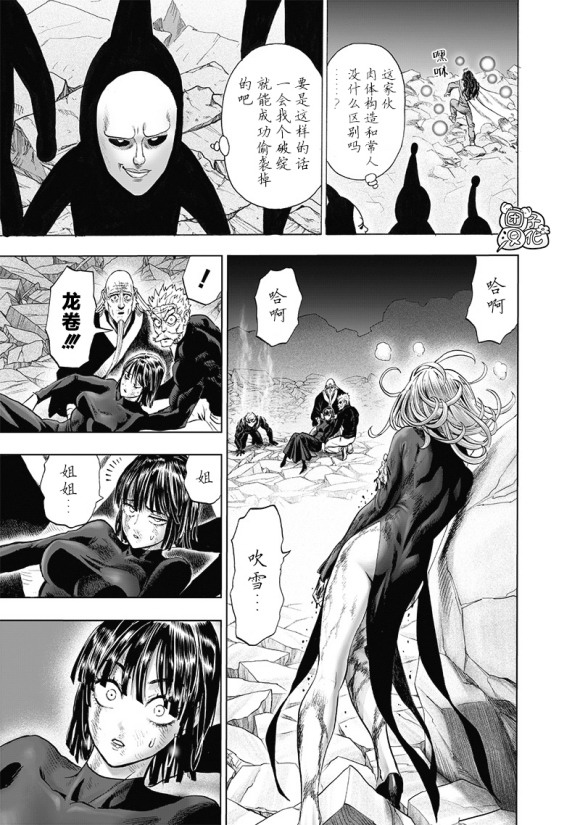 嘿
咻
这家伙
肉体构造和常人
没什么区别吗
……？
要是这样的话
一会我个破绽
就能成功偷袭掉
的吧
团子
汉化
哈啊
哈啊
吹雪…
！
龙卷!!!
姐
姐姐…